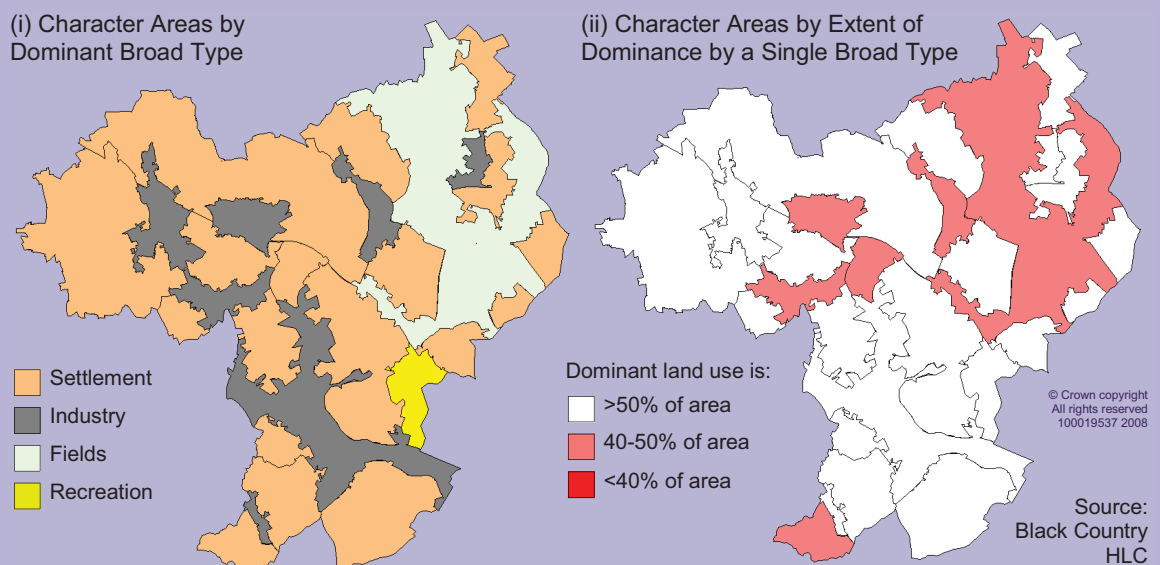 (i) Character Areas by
Dominant Broad Type
Settlement
Industry
Fields
Recreation
(ii) Character Areas by Extent of
Dominance by a Single Broad Type
Dominant land use is:
>50% of area
40-50% of area
<40% of area
© Crown copyright
All rights reserved
100019537 2008
Source:
Black Country
HLC